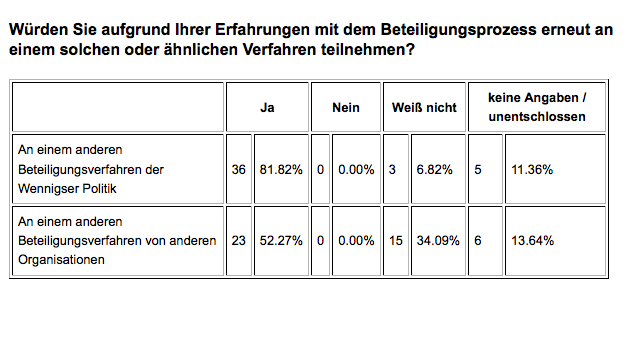 Würden Sie aufgrund Ihrer Erfahrungen mit dem Beteiligungsprozess erneut an
einem solchen oder ähnlichen Verfahren teilnehmen?
Ja Nein Weiß nicht keine Angaben /
unentschlossen
An einem anderen
Beteiligungsverfahren der
Wennigser Politik
36 81.82% 0 0.00% 3 6.82% 5 11.36%
An einem anderen
Beteiligungsverfahren von anderen
Organisationen
23 52.27% 0 0.00% 15 34.09% 6 13.64%